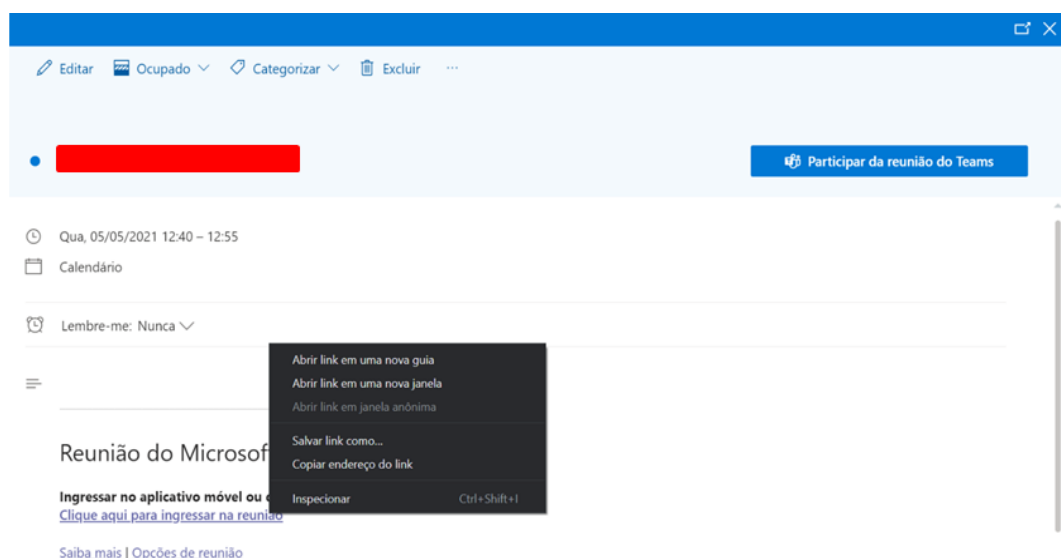 Editar Ocupado Categorizar Excluir ...
Participar da reunião do Teams
Qua, 05/05/2021 12:40 – 12:55
Calendário
Lembre-me: Nunca
Abrir link em uma nova guia
Abrir link em uma nova janela
Abrir link em janela anônima
Salvar link como...
Copiar endereço do link
Inspecionar Ctrl+Shift+I
Reunião do Microsof
Ingressar no aplicativo móvel ou
Clique aqui para ingressar na reunião
Saiba mais | Opções de reunião